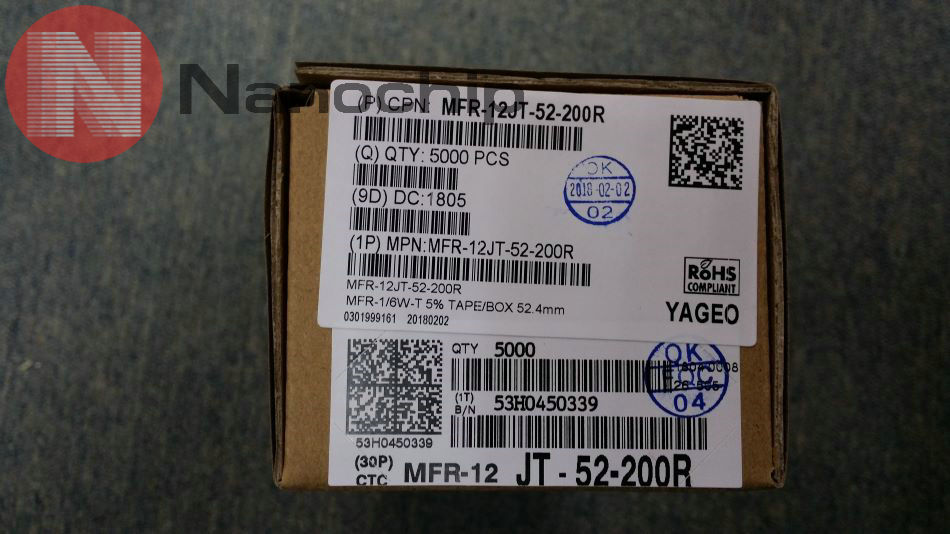 Nanochip
(P) CPN: MFR-12JT-52-200R
(Q) QTY: 5000 PCS
(9D) DC:1805
(1P) MPN:MFR-12JT-52-200R
MFR-12JT-52-200R
MFR-1/6W-T 5% TAPE/BOX 52.4mm
0301999161 20180202
OK
2018-02-02
02
RoHS
COMPLIANT
YAGEO
QTY 5000
(1T)
B/N 53H0450339
OK
04
53H0450339
(30P)
CTC MFR-12 JT - 52-200R